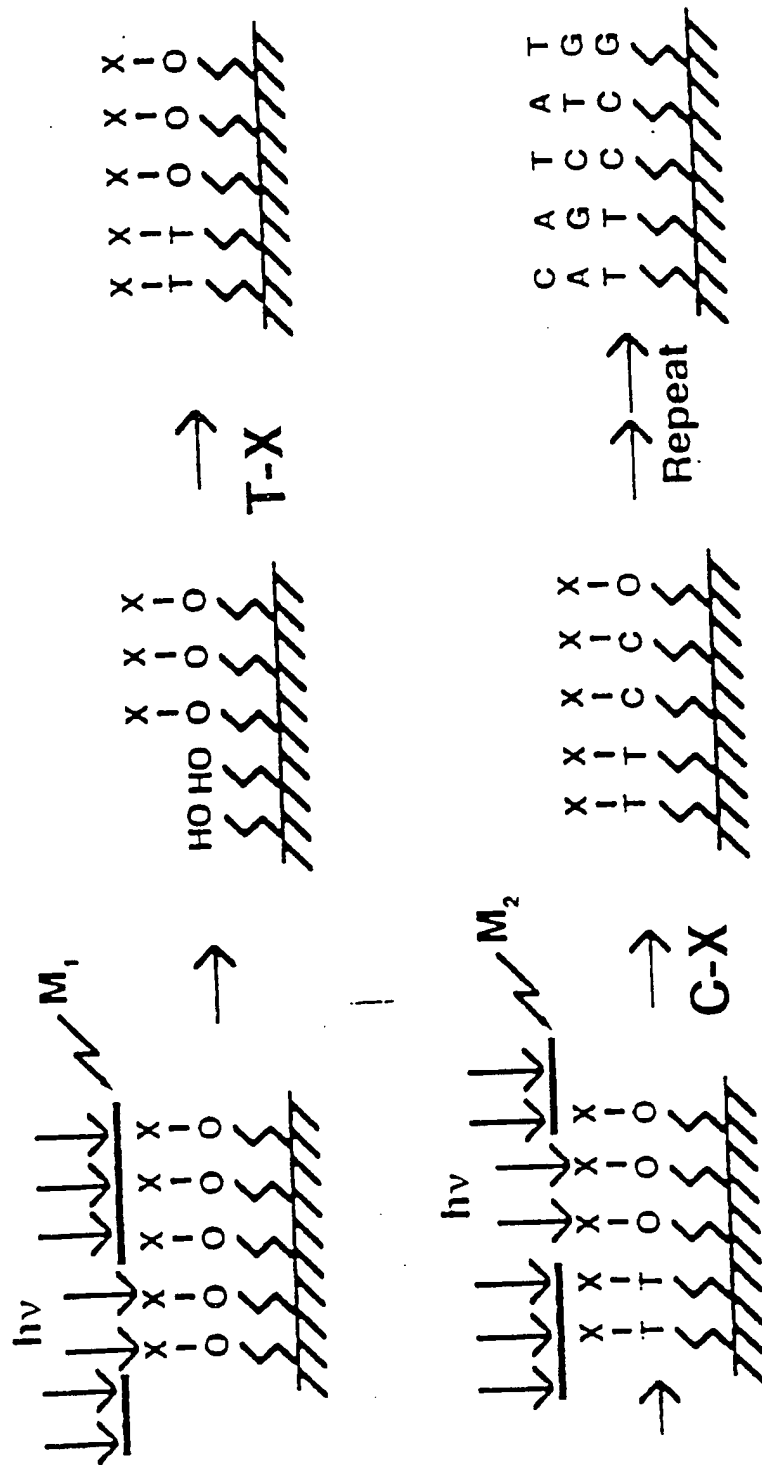 hν
M₁
X X X X X
O O O O O
X X X
HO HO O O O
T-X
X X X X X
T T O O O
hν
M₂
X X X X X
T T O O O
C-X
X X X X X
T T C C O
Repeat
C A T A T
A G C T G
T T C C G